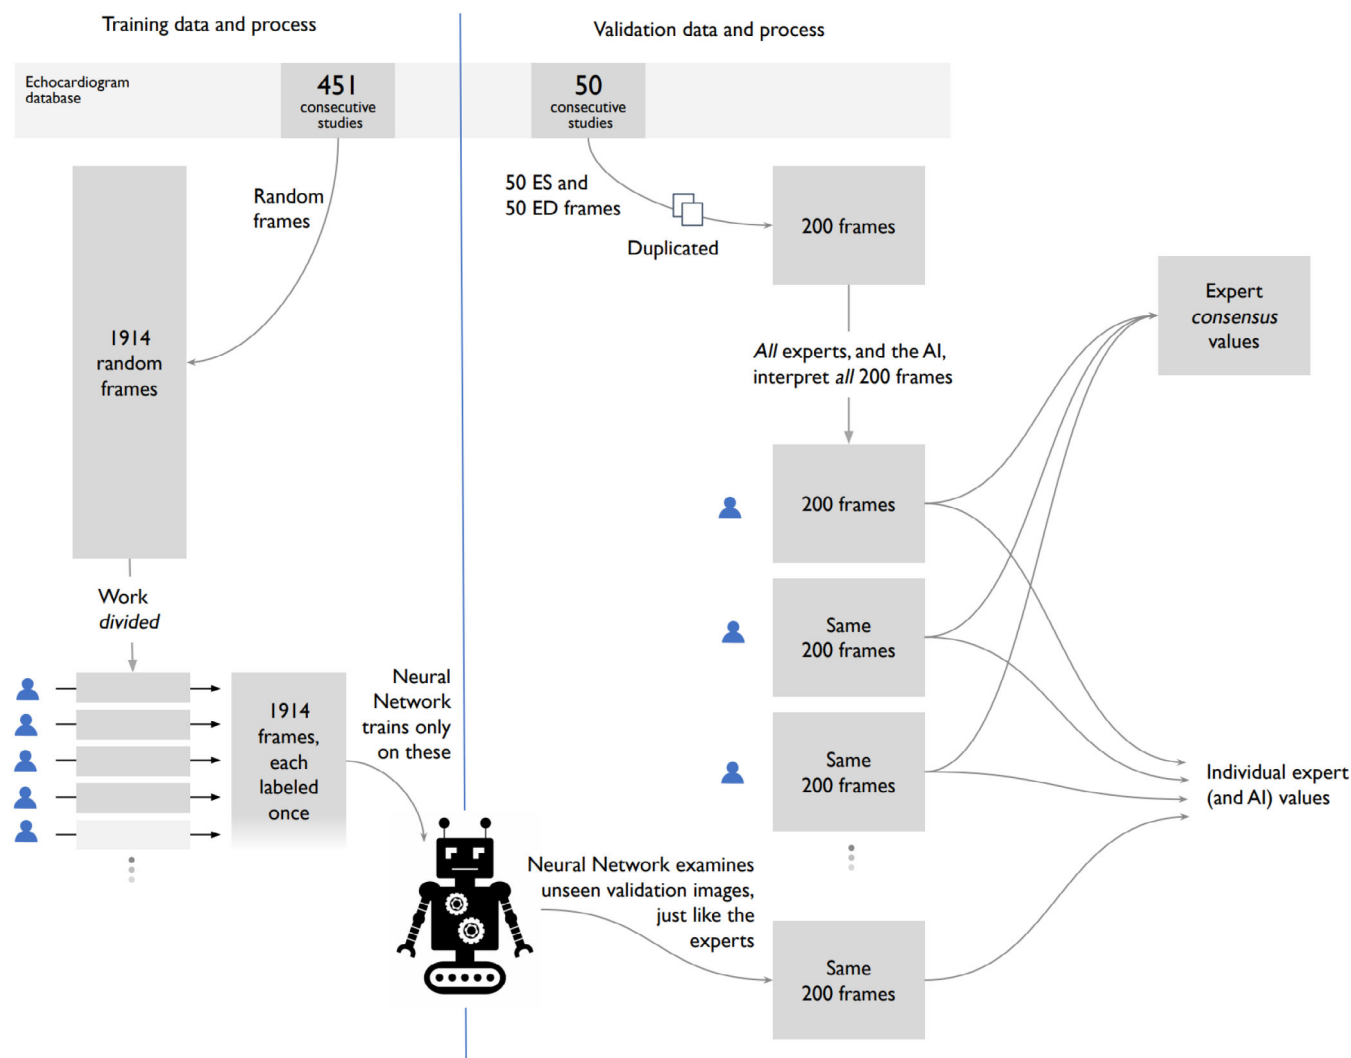 Training data and process
Validation data and process
Echocardiogram
database
451
consecutive
studies
50
consecutive
studies
Random
frames
50 ES and
50 ED frames
Duplicated
200 frames
1914
random
frames
Expert
consensus
values
All experts, and the AI,
interpret all 200 frames
200 frames
Work
divided
Same
200 frames
1914
frames,
each
labeled
once
Neural
Network
trains only
on these
Same
200 frames
Individual expert
(and AI) values
Neural Network examines
unseen validation images,
just like the
experts
Same
200 frames